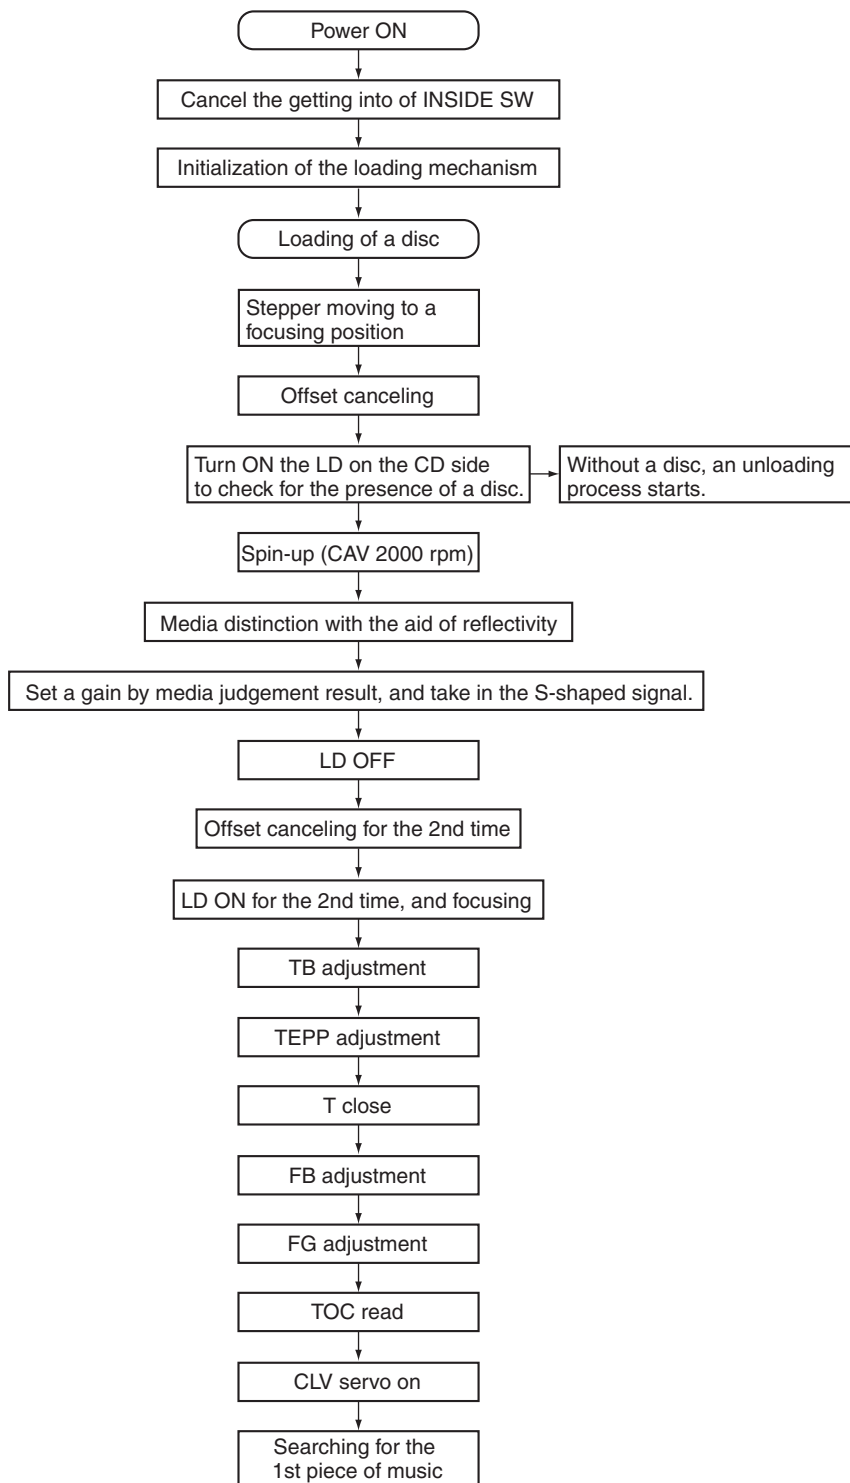 Power ON
Cancel the getting into of INSIDE SW
Initialization of the loading mechanism
Loading of a disc
Stepper moving to a
focusing position
Offset canceling
Turn ON the LD on the CD side
to check for the presence of a disc.
Without a disc, an unloading
process starts.
Spin-up (CAV 2000 rpm)
Media distinction with the aid of reflectivity
Set a gain by media judgement result, and take in the S-shaped signal.
LD OFF
Offset canceling for the 2nd time
LD ON for the 2nd time, and focusing
TB adjustment
TEPP adjustment
T close
FB adjustment
FG adjustment
TOC read
CLV servo on
Searching for the
1st piece of music